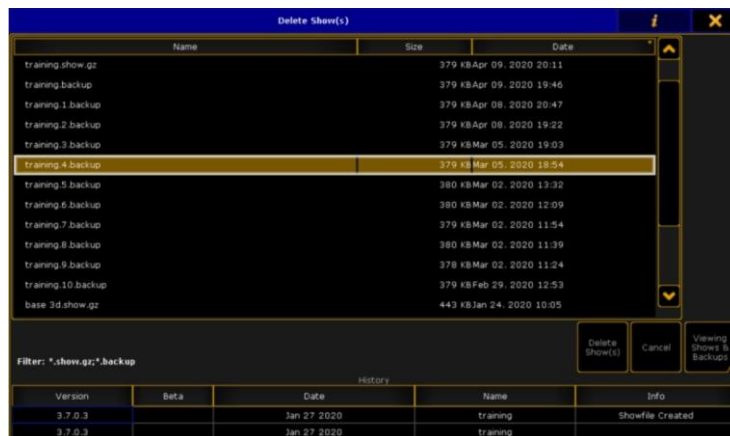 Delete Show(s)
Name Size Date
training.show.gz 379 KB Apr 09. 2020 20:11
training.backup 379 KB Apr 09. 2020 19:46
training.1.backup 379 KB Apr 08. 2020 20:47
training.2.backup 379 KB Apr 08. 2020 19:22
training.3.backup 379 KB Mar 05. 2020 19:03
training.4.backup 379 KB Mar 05. 2020 18:54
training.5.backup 380 KB Mar 02. 2020 13:32
training.6.backup 380 KB Mar 02. 2020 12:09
training.7.backup 379 KB Mar 02. 2020 11:54
training.8.backup 380 KB Mar 02. 2020 11:39
training.9.backup 378 KB Mar 02. 2020 11:24
training.10.backup 379 KB Feb 29. 2020 12:53
base 3d.show.gz 443 KB Jan 24. 2020 10:05
Delete
Show(s)
Cancel
Viewing
Shows &
Backups
Filter: *.show.gz;*.backup
History
Version Beta Date Name Info
3.7.0.3 Jan 27 2020 training Showfile Created
3.7.0.3 Jan 27 2020 training